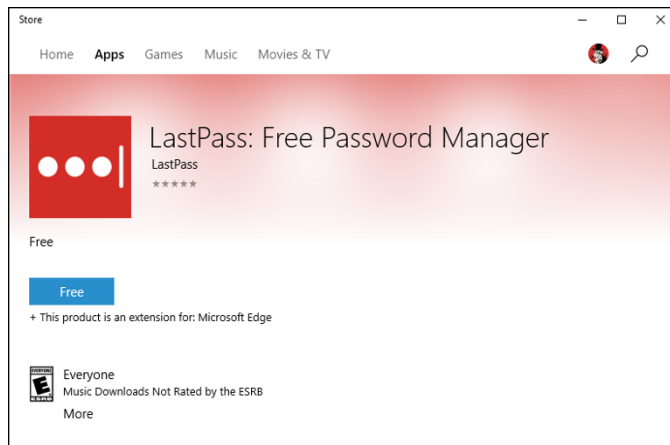 Store
Home Apps Games Music Movies & TV
LastPass: Free Password Manager
LastPass
Free
Free
+ This product is an extension for: Microsoft Edge
EVERYONE
E
ESRB
Everyone
Music Downloads Not Rated by the ESRB
More